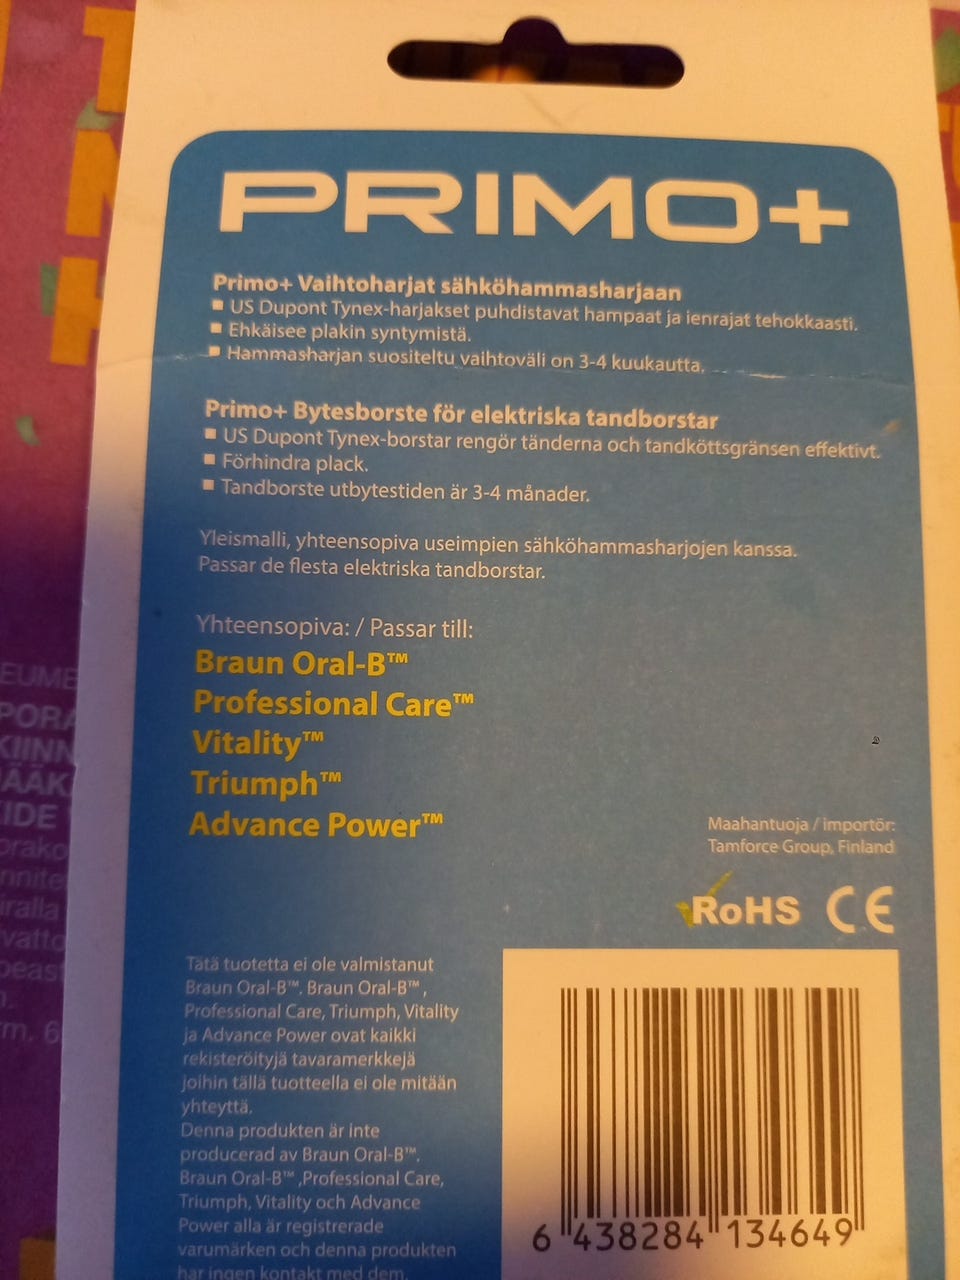 PRIMO+
Primo+ Vaihtoharjat sähköhammasharjaan
▪ US Dupont Tynex-harjakset puhdistavat hampaat ja ienrajat tehokkaasti.
▪ Ehkäisee plakin syntymistä.
▪ Hammasharjan suositeltu vaihtoväli on 3-4 kuukautta.
Primo+ Bytesborste för elektriska tandborstar
▪ US Dupont Tynex-borstar rengör tänderna och tandköttsgränsen effektivt.
▪ Förhindra plack.
▪ Tandborste utbytestiden är 3-4 månader.
Yleismalli, yhteensopiva useimpien sähköhammasharjojen kanssa.
Passar de flesta elektriska tandborstar.
Yhteensopiva: / Passar till:
Braun Oral-B™
Professional Care™
Vitality™
Triumph™
Advance Power™
Maahantuoja / importör:
Tamforce Group, Finland
RoHS CE
Tätä tuotetta ei ole valmistanut
Braun Oral-B™. Braun Oral-B™ ,
Professional Care, Triumph, Vitality
ja Advance Power ovat kaikki
rekisteröityjä tavaramerkkejä
joihin tällä tuotteella ei ole mitään
yhteyttä.
Denna produkten är inte
producerad av Braun Oral-B™.
Braun Oral-B™ ,Professional Care,
Triumph, Vitality och Advance
Power alla är registrerade
varumärken och denna produkten
har ingen kontakt med dem.
6 438284 134649